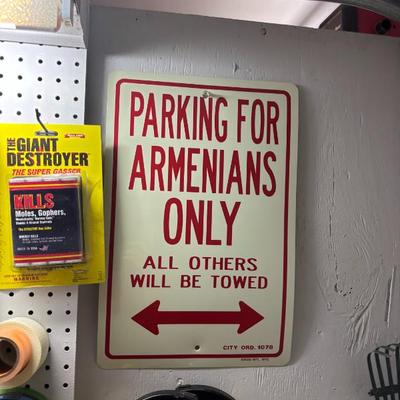 THE
GIANT
DESTROYER
THE SUPER GASSER
KILLS
Moles, Gophers,
PARKING FOR
ARMENIANS
ONLY
ALL OTHERS
WILL BE TOWED
CITY ORD. 1078